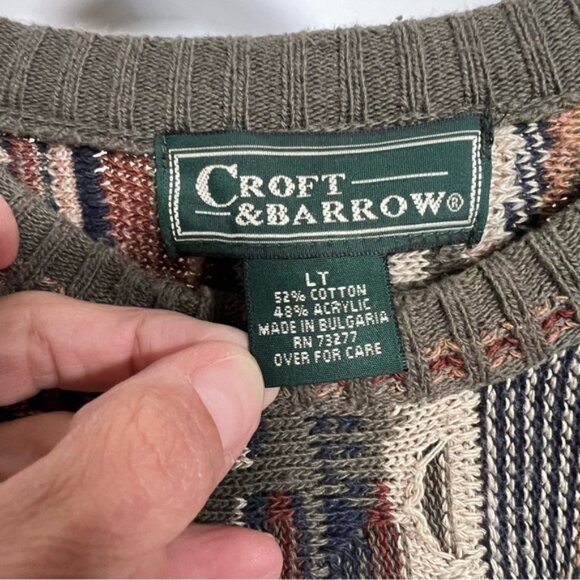 CROFT
&BARROW®
LT
52% COTTON
48% ACRYLIC
MADE IN BULGARIA
RN 73277
OVER FOR CARE